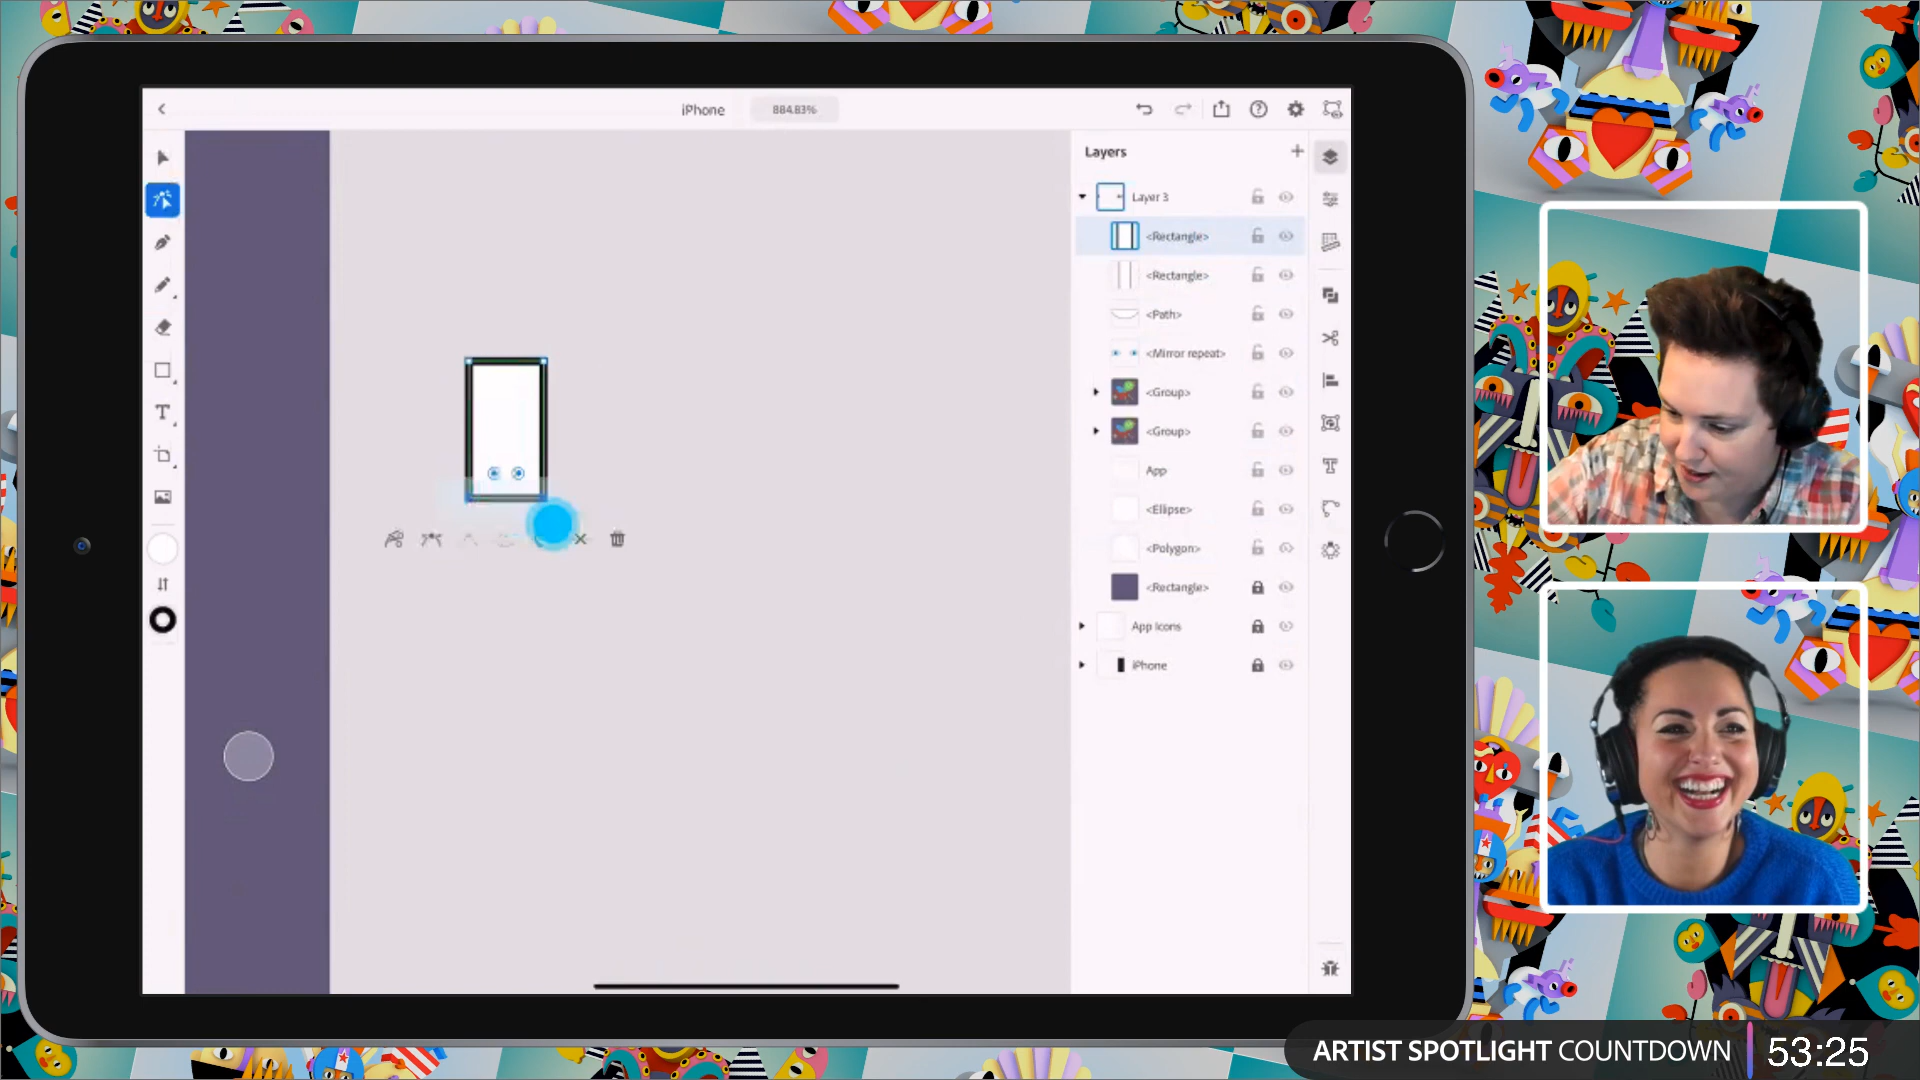 iPhone 884.83%
Layers
Layer 3
<Rectangle>
<Rectangle>
<Path>
<Mirror repeat>
<Group>
<Group>
App
<Ellipse>
<Polygon>
<Rectangle>
App Icons
iPhone
ARTIST SPOTLIGHT COUNTDOWN 53:25